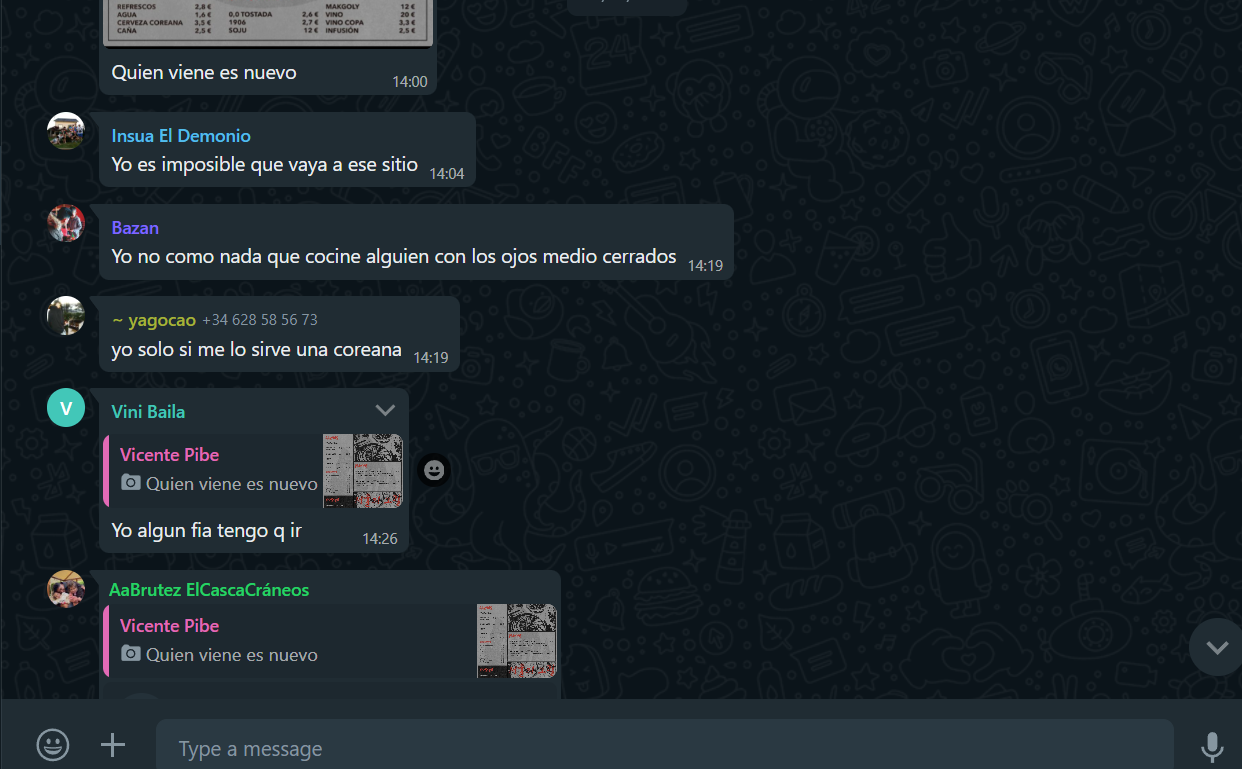 REFRESCOS 2,8 € MAKGOLY 12 €
AGUA 1,6 € 0,0 TOSTADA 2,6 € VINO 20 €
CERVEZA COREANA 3,5 € 1906 2,7 € VINO COPA 3,3 €
CAÑA 2,5 € SOJU 12 € INFUSIÓN 2,5 €
Quien viene es nuevo
14:00
Insua El Demonio
Yo es imposible que vaya a ese sitio 14:04
Bazan
Yo no como nada que cocine alguien con los ojos medio cerrados 14:19
~ yagocao +34 628 58 56 73
yo solo si me lo sirve una coreana 14:19
V
Vini Baila
Vicente Pibe
Quien viene es nuevo
Yo algun fia tengo q ir 14:26
AaBrutez ElCascaCráneos
Vicente Pibe
Quien viene es nuevo
Type a message